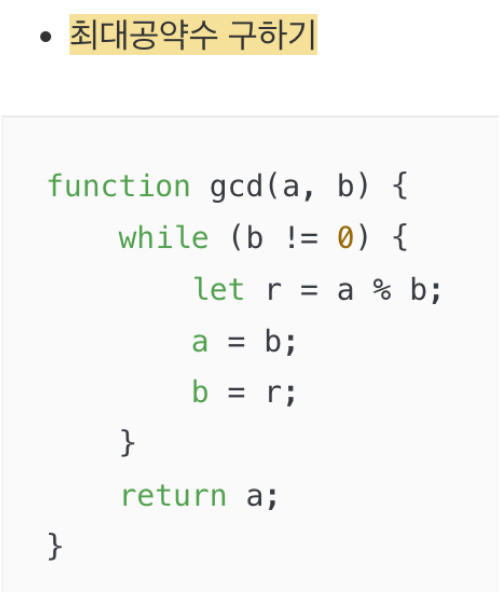 • 최대공약수 구하기
function gcd(a, b) {
    while (b != 0) {
        let r = a % b;
        a = b;
        b = r;
    }
    return a;
}